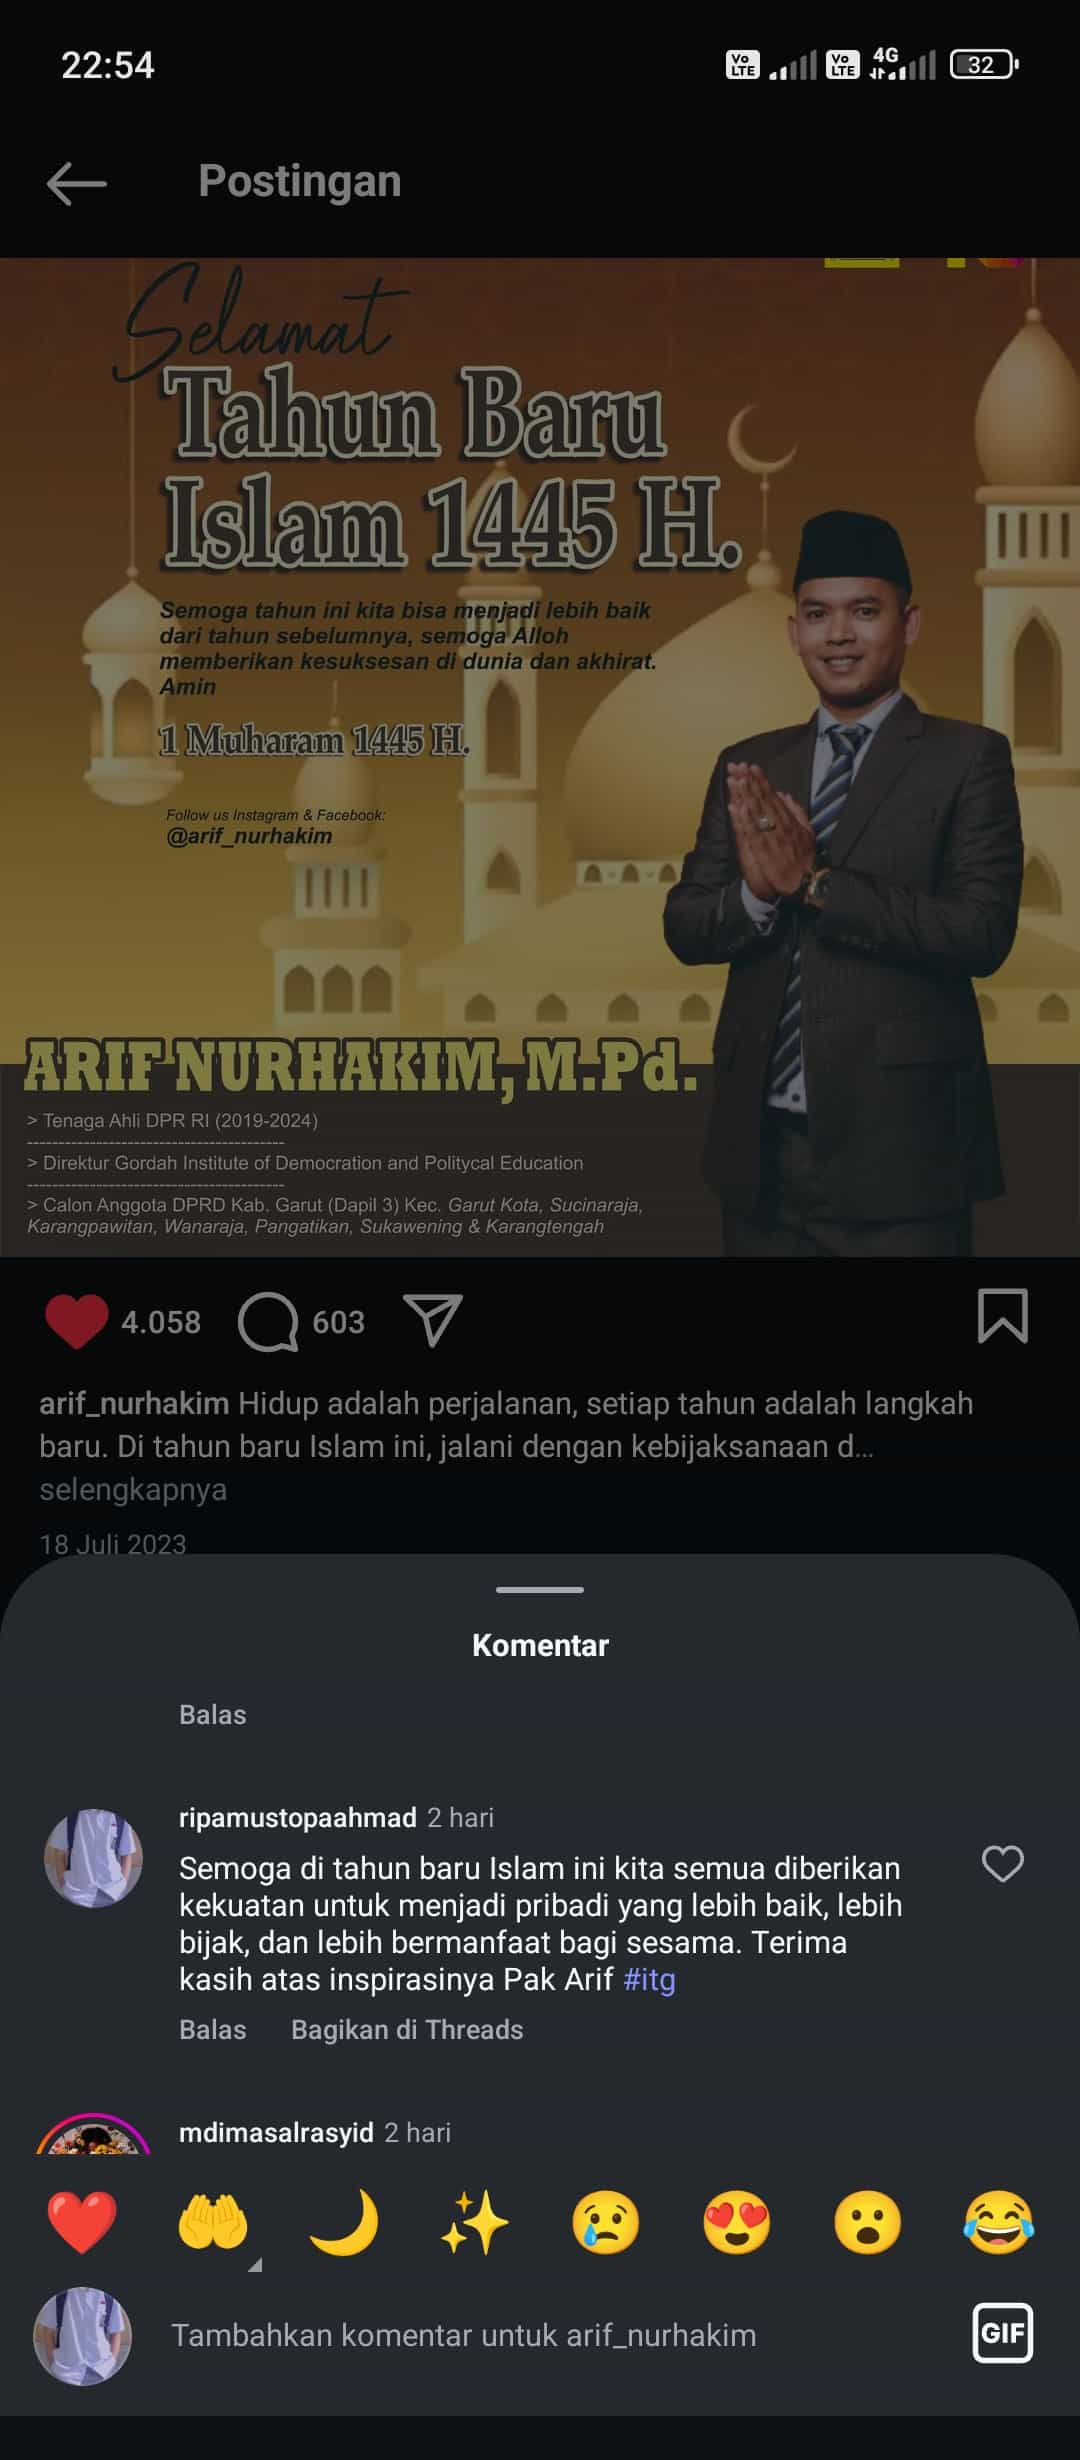 22:54
Vo LTE
Vo LTE
4G
32
Postingan
Selamat
Tahun Baru
Islam 1445 H.
Semoga tahun ini kita bisa menjadi lebih baik
dari tahun sebelumnya, semoga Alloh
memberikan kesuksesan di dunia dan akhirat.
Amin
1 Muharam 1445 H.
Follow us Instagram & Facebook:
@arif_nurhakim
ARIF NURHAKIM, M.Pd.
> Tenaga Ahli DPR RI (2019-2024)
> Direktur Gordah Institute of Democration and Politycal Education
> Calon Anggota DPRD Kab. Garut (Dapil 3) Kec. Garut Kota, Sucinaraja,
Karangpawitan, Wanaraja, Pangatikan, Sukawening & Karangtengah
4.058
603
arif_nurhakim Hidup adalah perjalanan, setiap tahun adalah langkah
baru. Di tahun baru Islam ini, jalani dengan kebijaksanaan d...
selengkapnya
18 Juli 2023
Komentar
Balas
ripamustopaahmad 2 hari
Semoga di tahun baru Islam ini kita semua diberikan
kekuatan untuk menjadi pribadi yang lebih baik, lebih
bijak, dan lebih bermanfaat bagi sesama. Terima
kasih atas inspirasinya Pak Arif #itg
Balas Bagikan di Threads
mdimasalrasyid 2 hari
Tambahkan komentar untuk arif_nurhakim
GIF